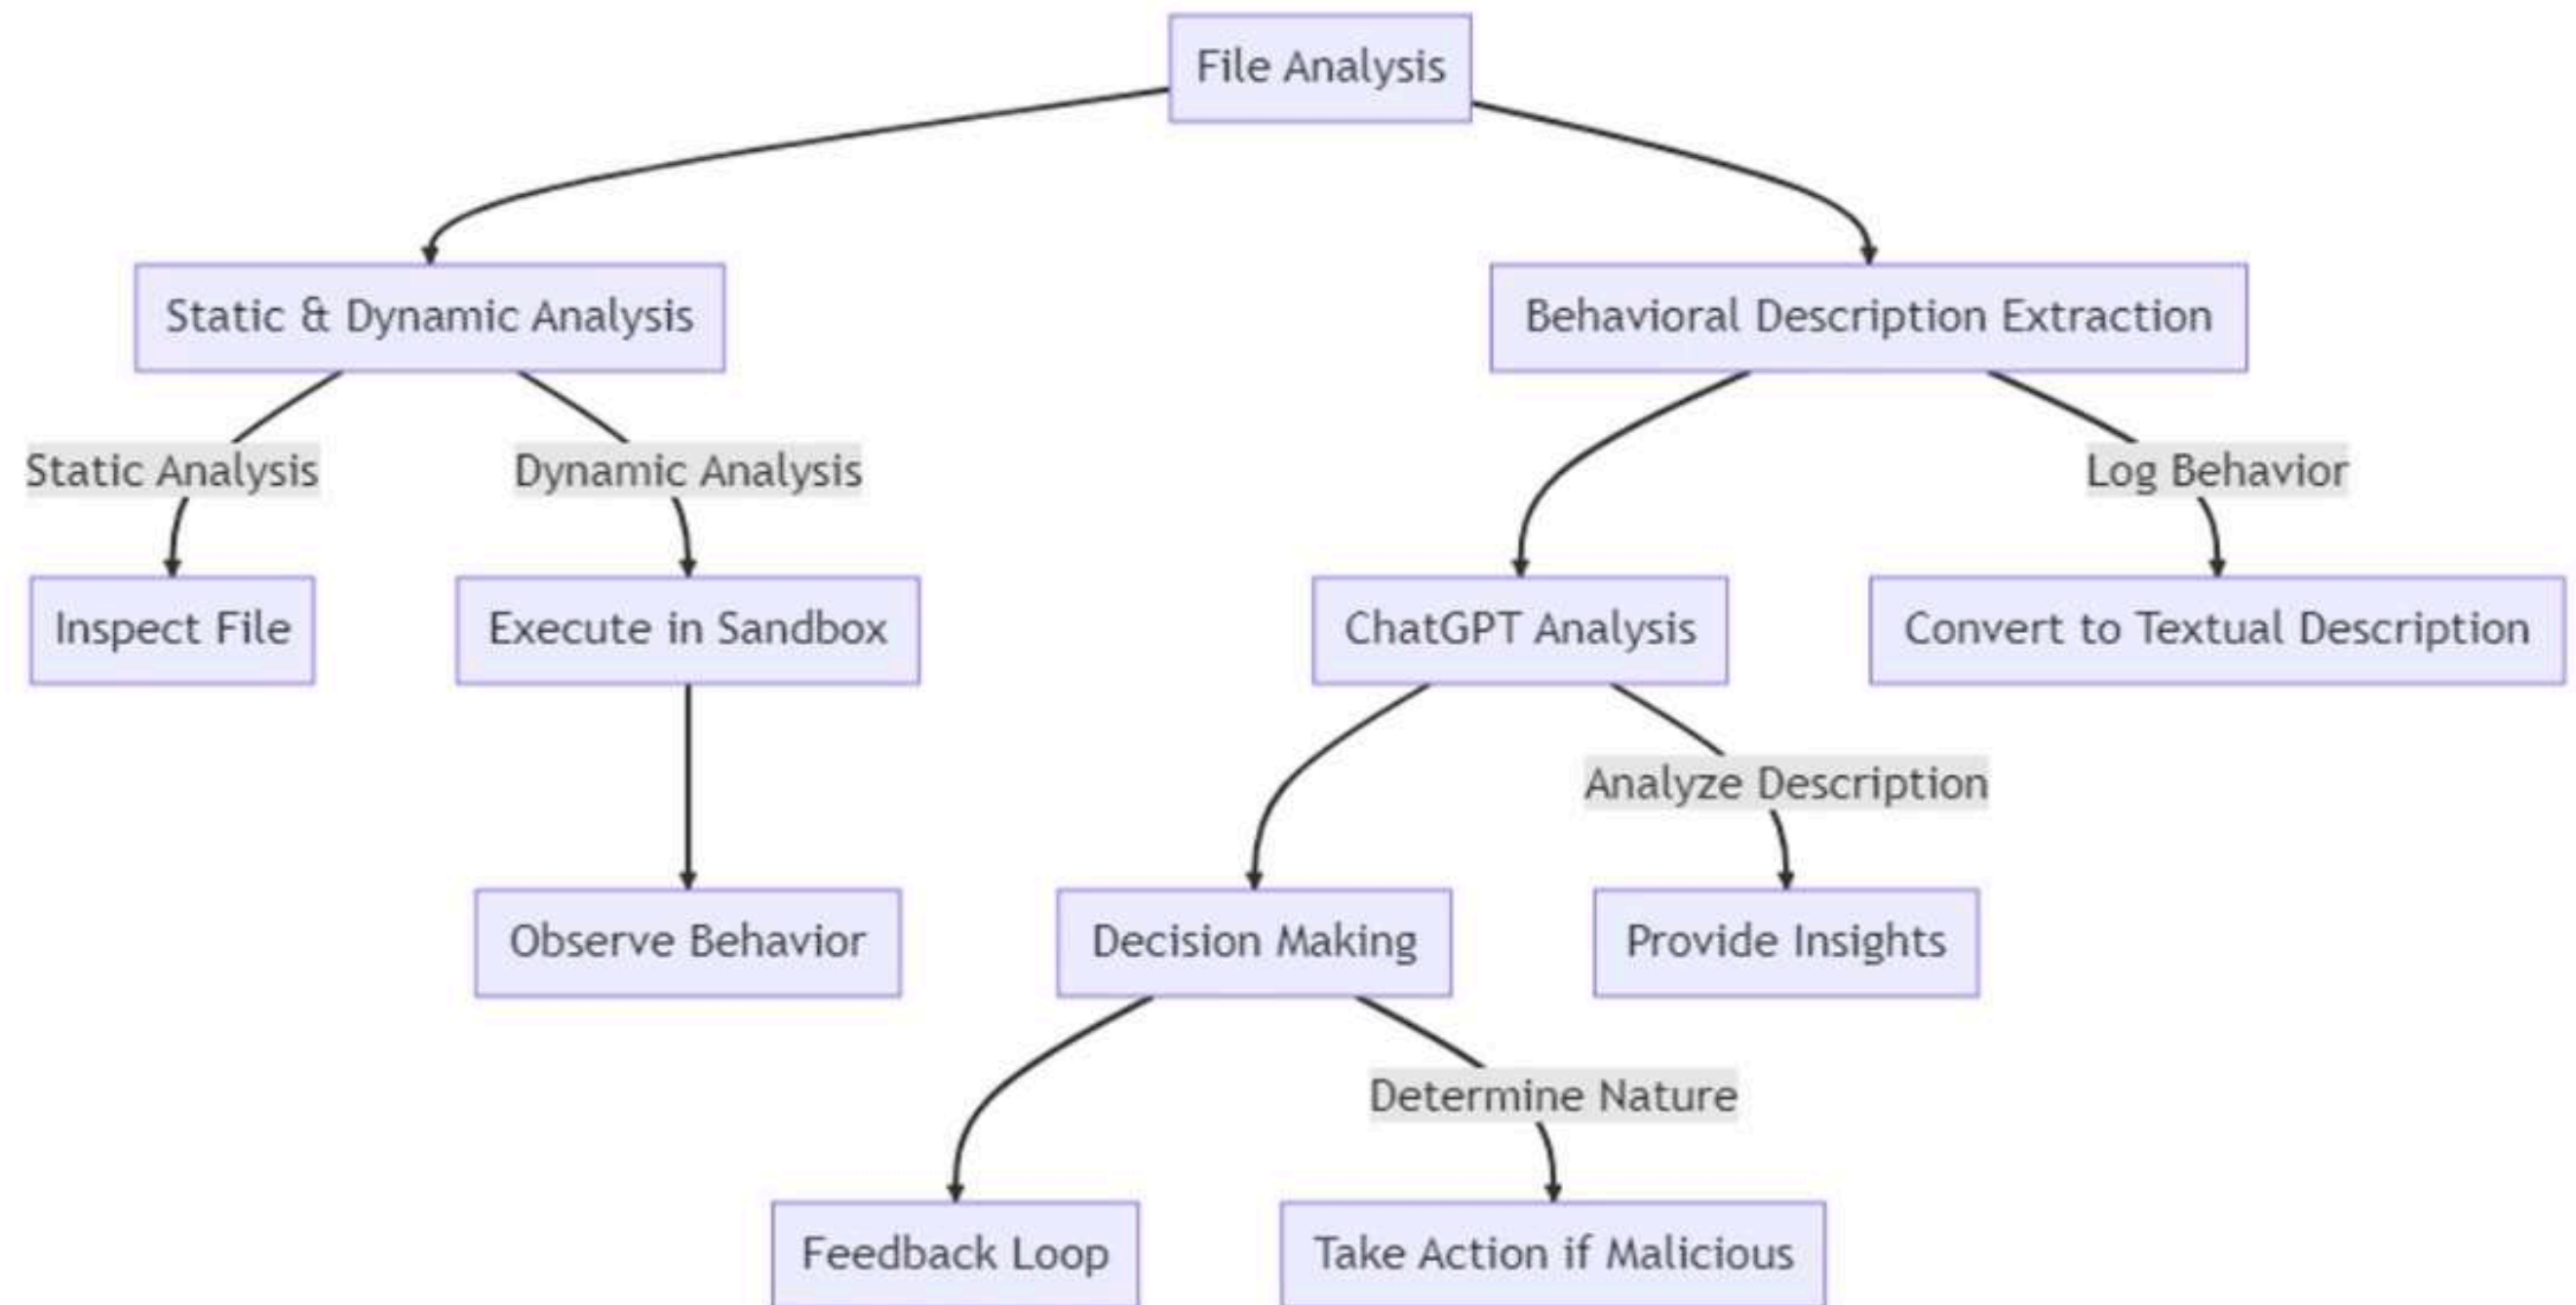 File Analysis
Static & Dynamic Analysis
Behavioral Description Extraction
Static Analysis
Dynamic Analysis
Log Behavior
Inspect File
Execute in Sandbox
ChatGPT Analysis
Convert to Textual Description
Analyze Description
Observe Behavior
Decision Making
Provide Insights
Determine Nature
Feedback Loop
Take Action if Malicious